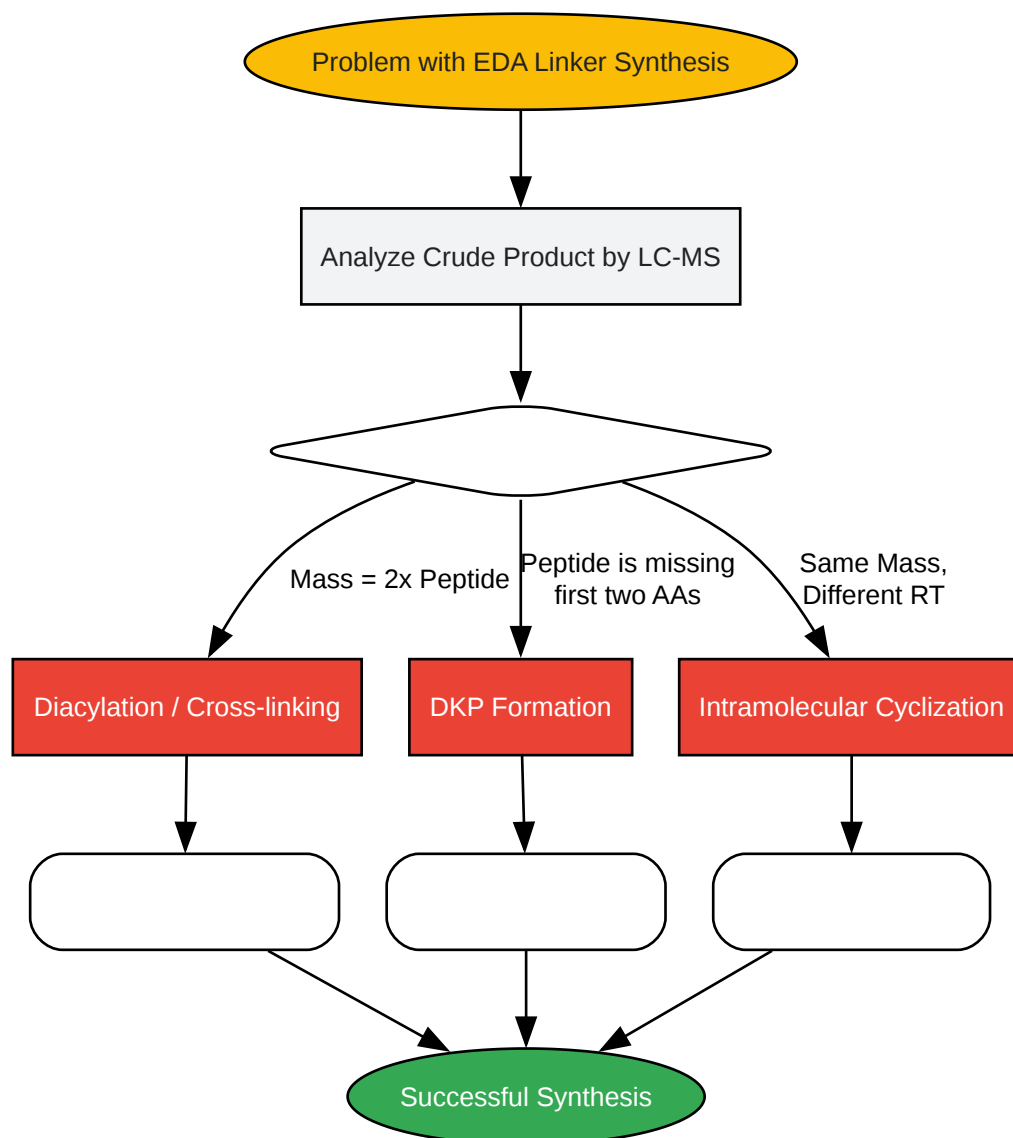 Problem with EDA Linker Synthesis
Analyze Crude Product by LC-MS
Mass = 2x Peptide
Peptide is missing
first two AAs
Same Mass,
Different RT
Diacylation / Cross-linking
DKP Formation
Intramolecular Cyclization
Successful Synthesis